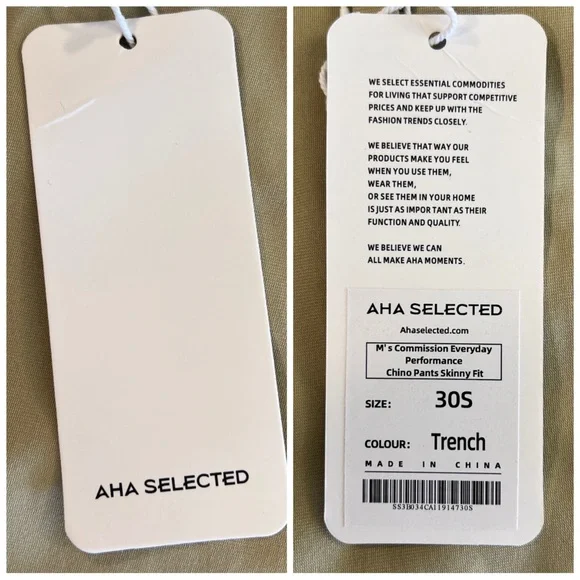 AHA SELECTED
WE SELECT ESSENTIAL COMMODITIES
FOR LIVING THAT SUPPORT COMPETITIVE
PRICES AND KEEP UP WITH THE
FASHION TRENDS CLOSELY.
WE BELIEVE THAT WAY OUR
PRODUCTS MAKE YOU FEEL
WHEN YOU USE THEM,
WEAR THEM,
OR SEE THEM IN YOUR HOME
IS JUST AS IMPOR TANT AS THEIR
FUNCTION AND QUALITY.
WE BELIEVE WE CAN
ALL MAKE AHA MOMENTS.
AHA SELECTED
Ahaselected.com
M's Commission Everyday
Performance
Chino Pants Skinny Fit
SIZE: 30S
COLOUR: Trench
MADE IN CHINA
SS3B034CA11914730S